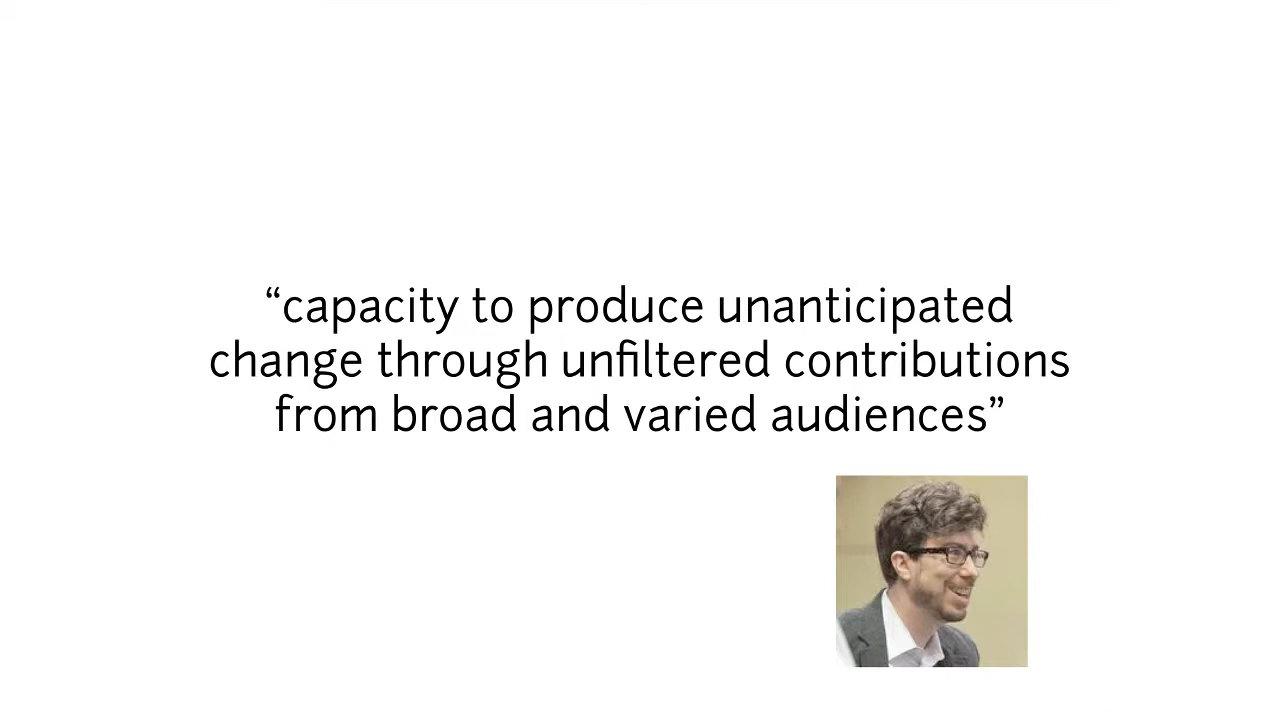 “capacity to produce unanticipated
change through unfiltered contributions
from broad and varied audiences”